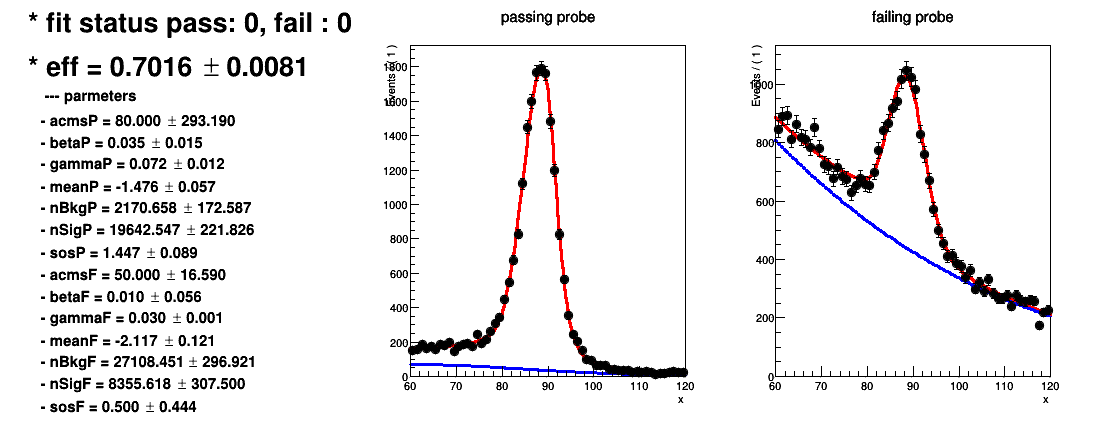 * fit status pass: 0, fail : 0
* eff = 0.7016 ± 0.0081
--- parmeters
- acmsP = 80.000 ± 293.190
- betaP = 0.035 ± 0.015
- gammaP = 0.072 ± 0.012
- meanP = -1.476 ± 0.057
- nBkgP = 2170.658 ± 172.587
- nSigP = 19642.547 ± 221.826
- sosP = 1.447 ± 0.089
- acmsF = 50.000 ± 16.590
- betaF = 0.010 ± 0.056
- gammaF = 0.030 ± 0.001
- meanF = -2.117 ± 0.121
- nBkgF = 27108.451 ± 296.921
- nSigF = 8355.618 ± 307.500
- sosF = 0.500 ± 0.444
passing probe
Events / ( 1 )
1800
1600
1400
1200
1000
800
600
400
200
0
60 70 80 90 100 110 120
x
failing probe
Events / ( 1 )
1000
800
600
400
200
0
60 70 80 90 100 110 120
x